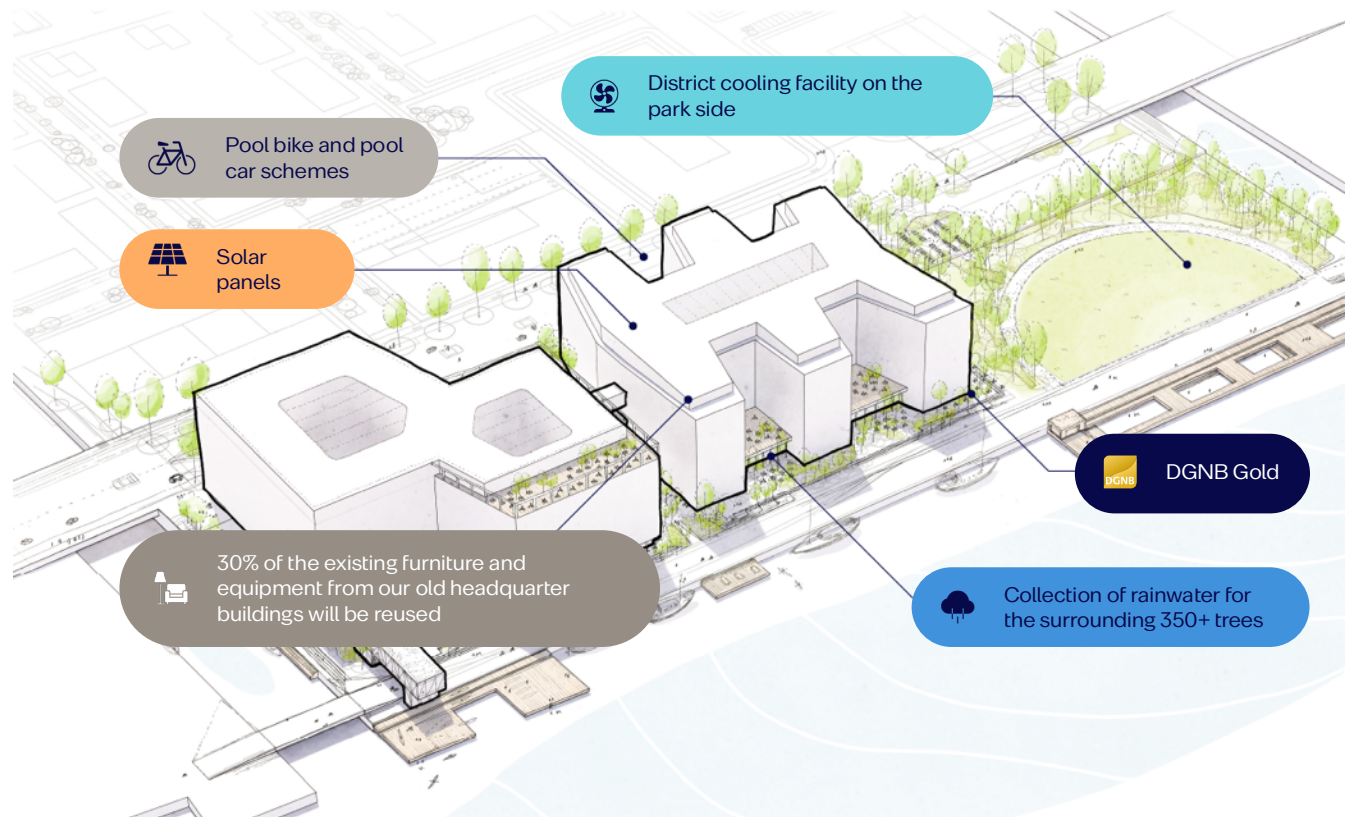 District cooling facility on the
park side
Pool bike and pool
car schemes
Solar
panels
DGNB
DGNB Gold
30% of the existing furniture and
equipment from our old headquarter
buildings will be reused
Collection of rainwater for
the surrounding 350+ trees